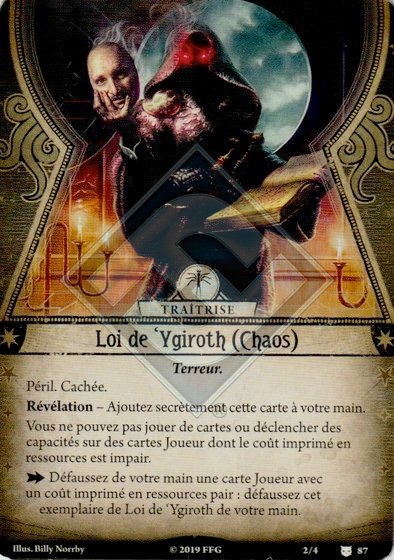 TRAÎTRISE
Loi de ‘Ygiroth (Chaos)
Terreur.
Péril. Cachée.
Révélation – Ajoutez secrètement cette carte à votre main.
Vous ne pouvez pas jouer de cartes ou déclencher des
capacités sur des cartes Joueur dont le coût imprimé en
ressources est impair.
Défaussez de votre main une carte Joueur avec
un coût imprimé en ressources pair : défaussez cet
exemplaire de Loi de ‘Ygiroth de votre main.
Illus. Billy Norrby © 2019 FFG 2/4 87